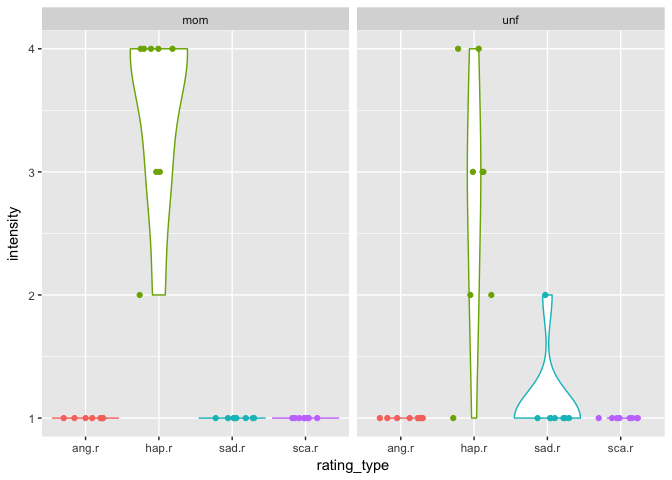 mom unf
intensity
4
3
2
1
ang.r hap.r sad.r sca.r ang.r hap.r sad.r sca.r
rating_type